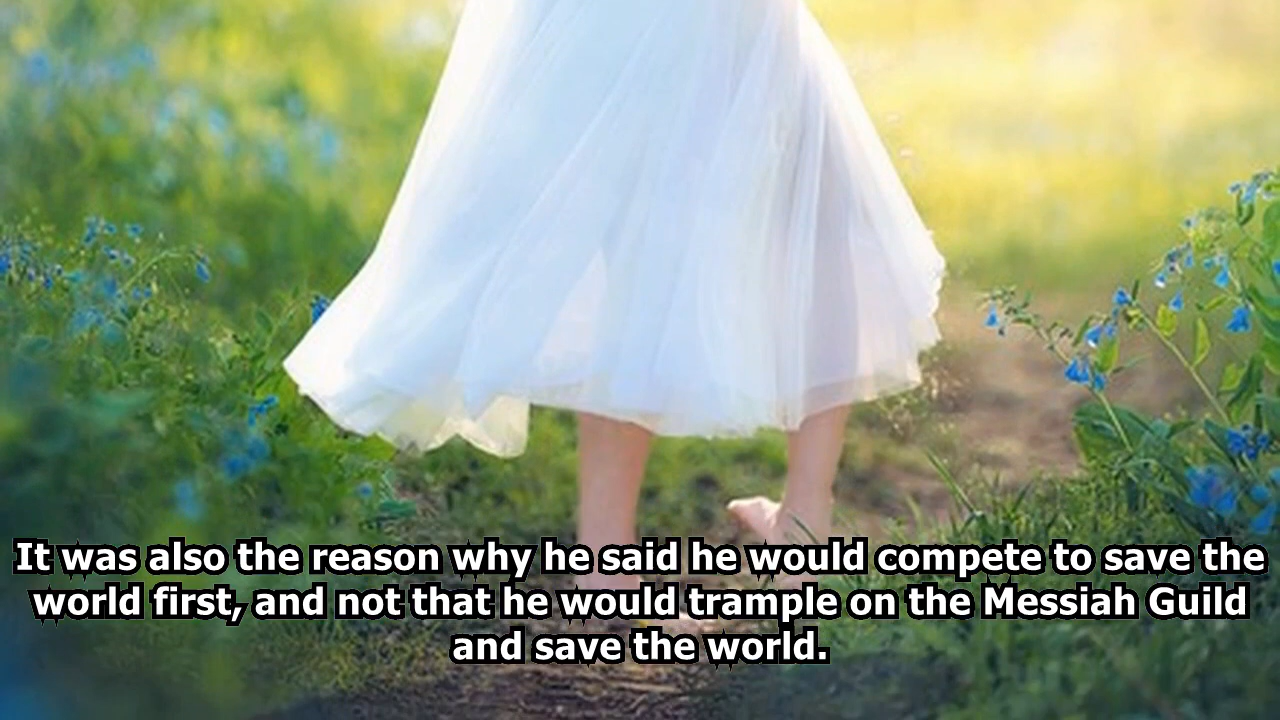 It was also the reason why he said he would compete to save the
world first, and not that he would trample on the Messiah Guild
and save the world.